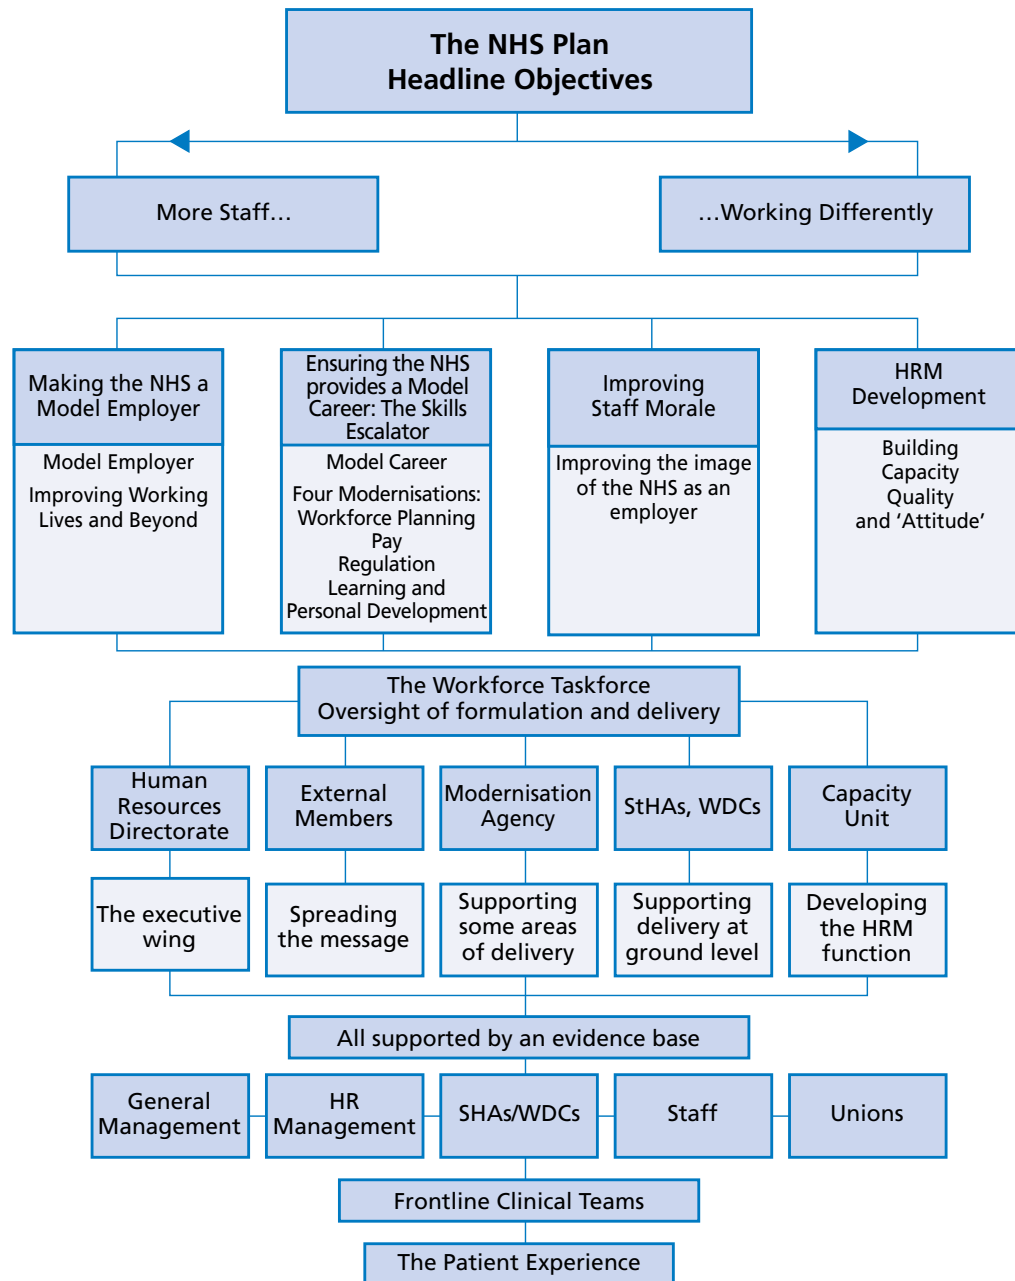 The NHS Plan
Headline Objectives
More Staff…
…Working Differently
Making the NHS a
Model Employer
Model Employer
Improving Working
Lives and Beyond
Ensuring the NHS
provides a Model
Career: The Skills
Escalator
Model Career
Four Modernisations:
Workforce Planning
Pay
Regulation
Learning and
Personal Development
Improving
Staff Morale
Improving the image
of the NHS as an
employer
HRM
Development
Building
Capacity
Quality
and ‘Attitude’
The Workforce Taskforce
Oversight of formulation and delivery
Human
Resources
Directorate
External
Members
Modernisation
Agency
StHAs, WDCs
Capacity
Unit
The executive
wing
Spreading
the message
Supporting
some areas
of delivery
Supporting
delivery at
ground level
Developing
the HRM
function
All supported by an evidence base
General
Management
HR
Management
SHAs/WDCs
Staff
Unions
Frontline Clinical Teams
The Patient Experience